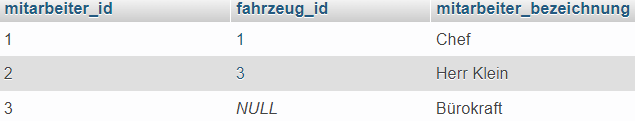 mitarbeiter_id fahrzeug_id mitarbeiter_bezeichnung
1 1 Chef
2 3 Herr Klein
3 NULL Bürokraft